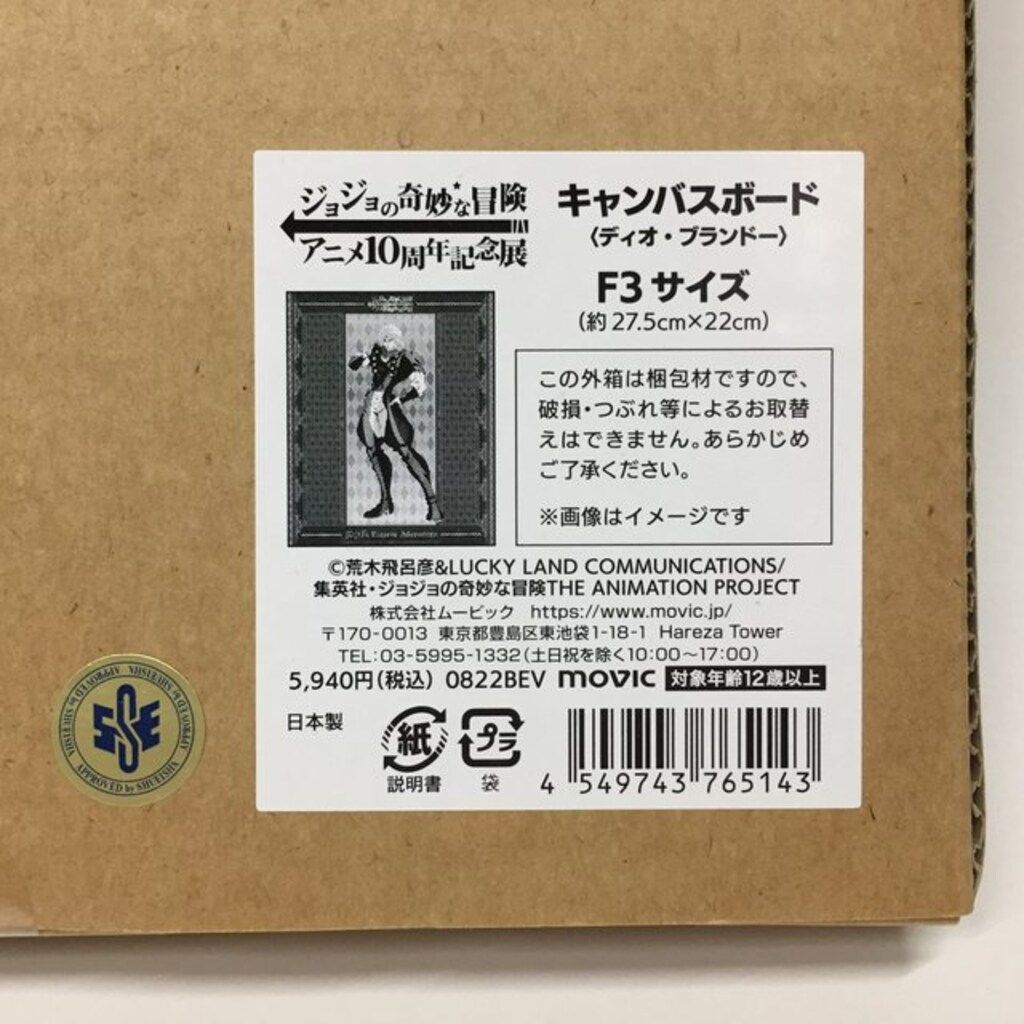 ジョジョの奇妙な冒険
アニメ10周年記念展
キャンバスボード
〈ディオ・ブランドー〉
F3 サイズ
(約 27.5cm×22cm)
この外箱は梱包材ですので、
破損・つぶれ等によるお取替
えはできません。あらかじめ
ご了承ください。
※画像はイメージです
©荒木飛呂彦&LUCKY LAND COMMUNICATIONS/
集英社・ジョジョの奇妙な冒険THE ANIMATION PROJECT
株式会社ムービック https://www.movic.jp/
〒170-0013 東京都豊島区東池袋1-18-1 Hareza Tower
TEL:03-5995-1332(土日祝を除く10:00〜17:00)
5,940円(税込) 0822BEV movic 対象年齢12歳以上
日本製
紙
説明書
プラ
袋
4 549743 765143
APPROVED by SHUEISHA
APPROVED by SHUEISHA
APPROVED by SHUEISHA